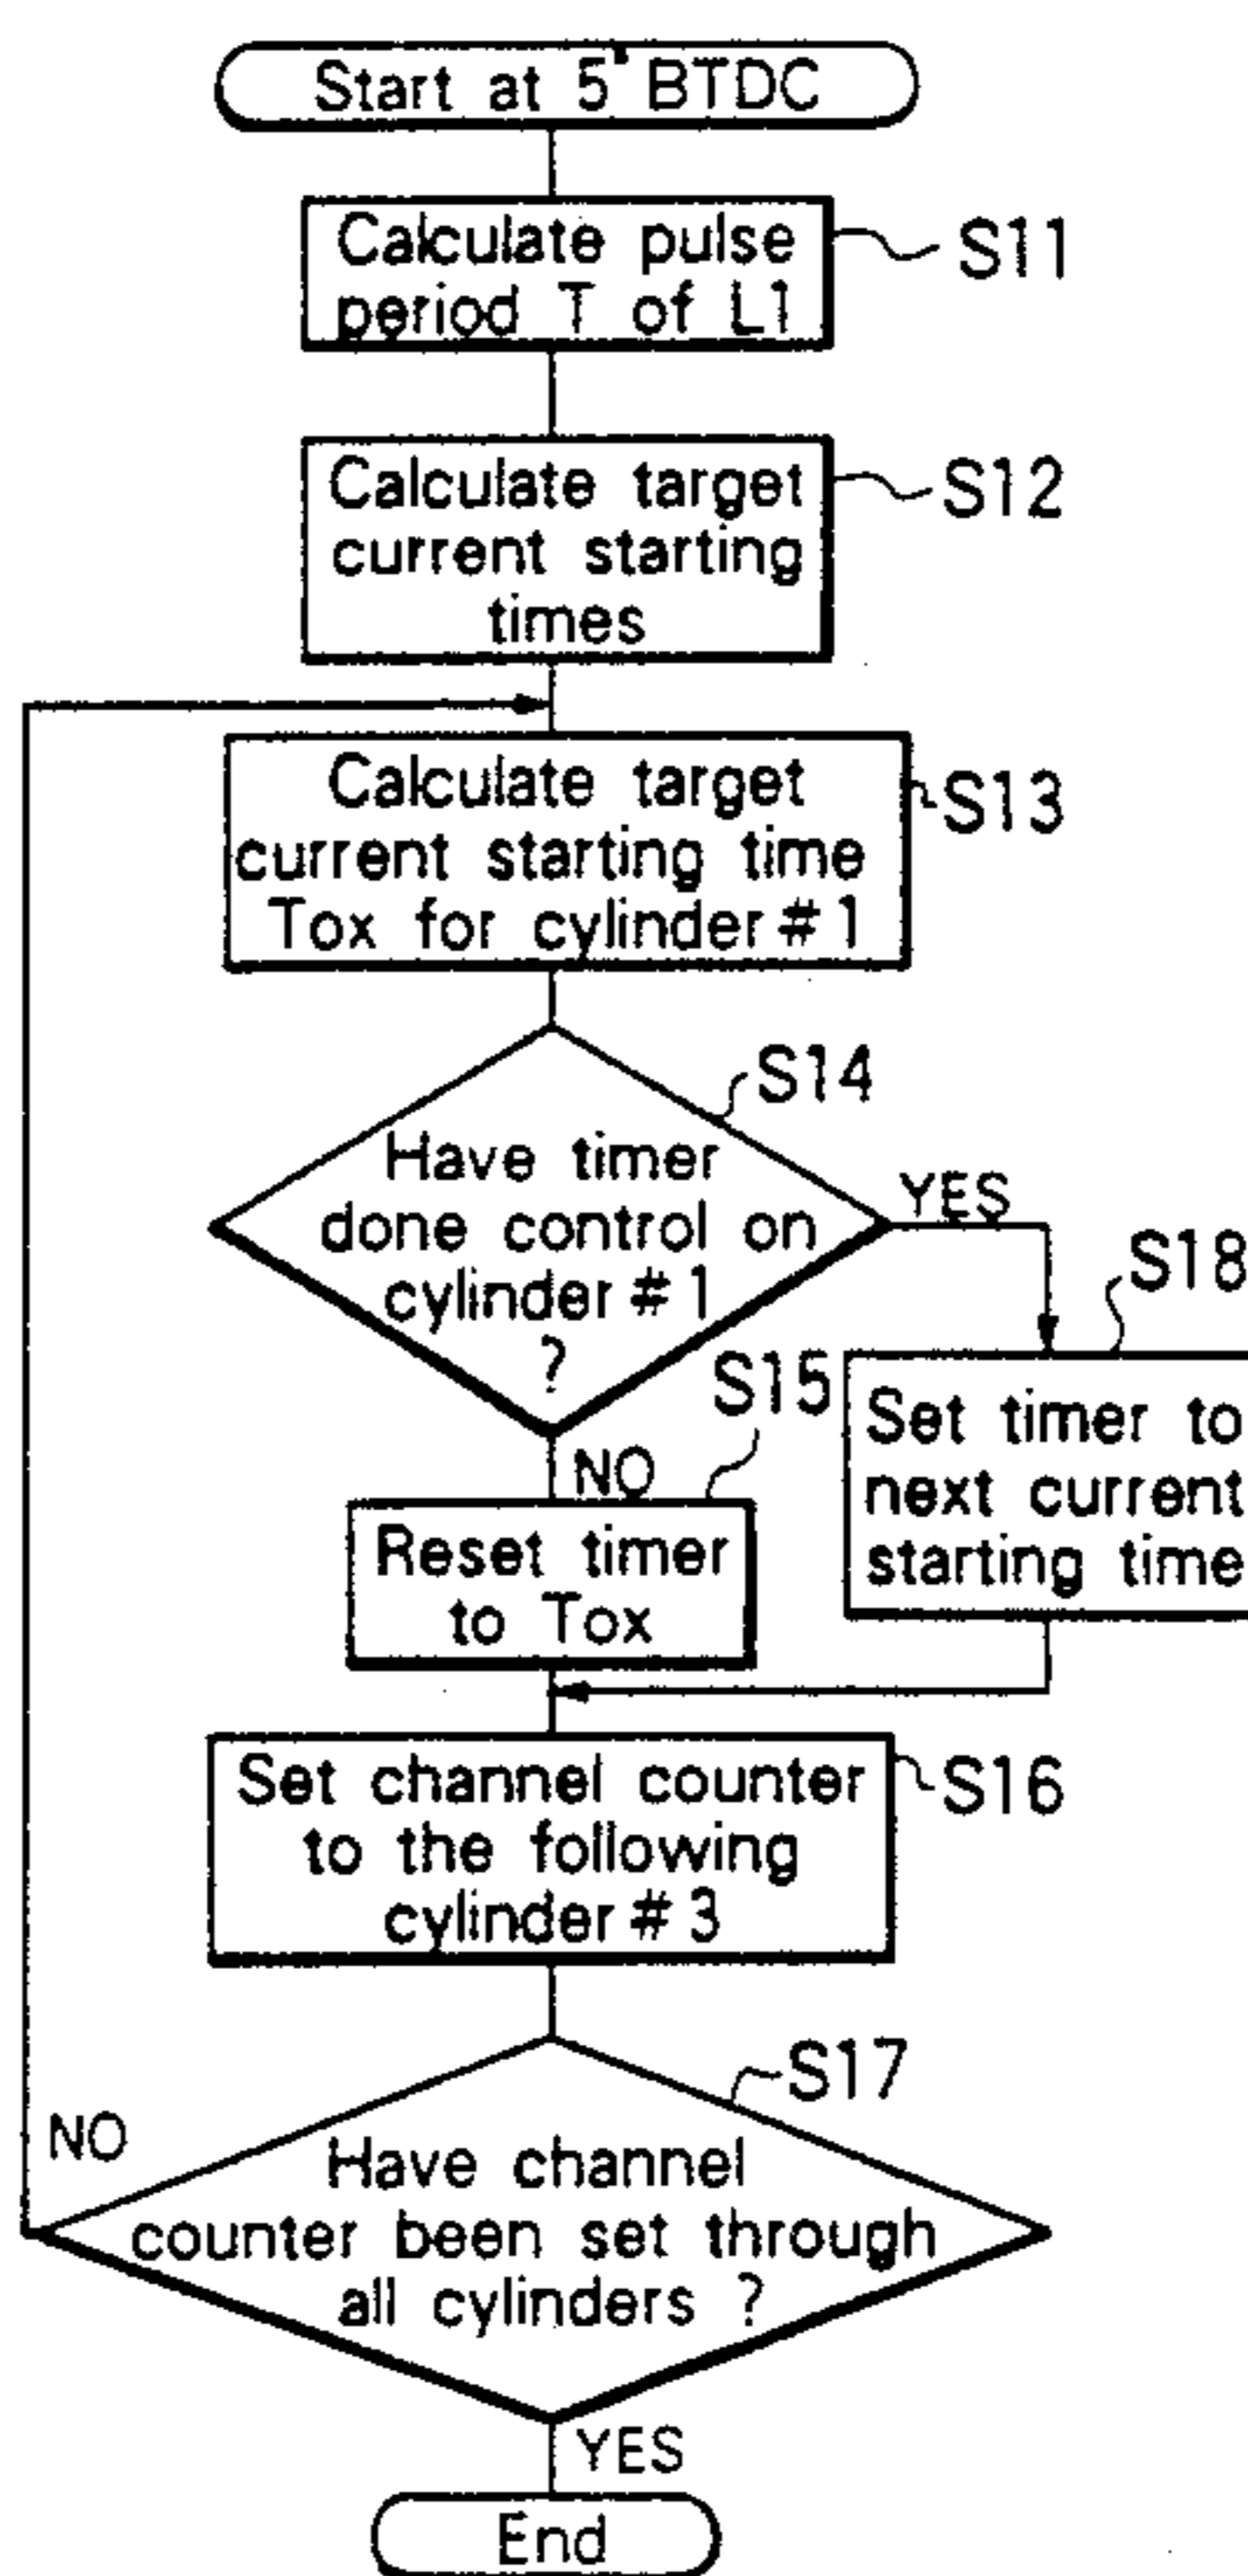 Start at 5° BTDC
Calculate pulse
period T of L1
S11
Calculate target
current starting
times
S12
Calculate target
current starting time
Tox for cylinder #1
S13
Have timer
done control on
cylinder #1
?
S14
YES
NO
Reset timer
to Tox
S15
Set timer to
next current
starting time
S18
Set channel counter
to the following
cylinder #3
S16
Have channel
counter been set through
all cylinders ?
S17
NO
YES
End